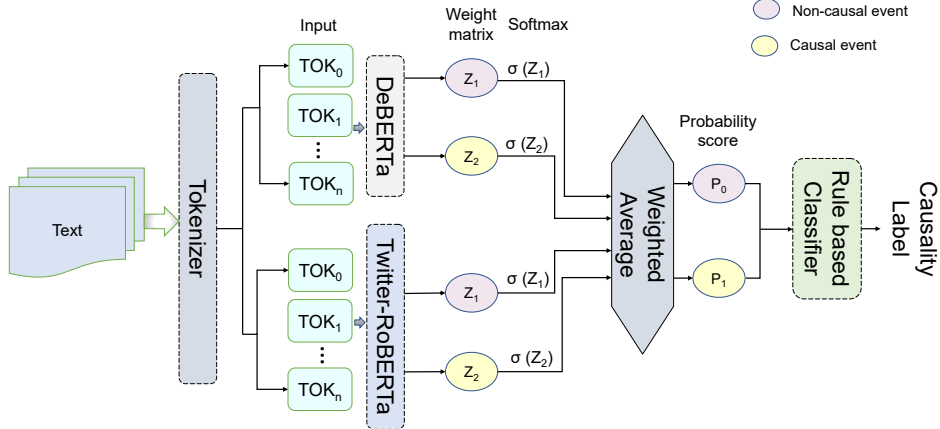 Input
Weight
matrix
Softmax
Non-causal event
Causal event
Text
Tokenizer
TOK₀
TOK₁
TOKₙ
DeBERTa
Z₁
σ (Z₁)
Z₂
σ (Z₂)
TOK₀
TOK₁
TOKₙ
Twitter-RoBERTa
Z₁
σ (Z₁)
Z₂
σ (Z₂)
Weighted
Average
Probability
score
P₀
P₁
Rule based
Classifier
Causality
Label